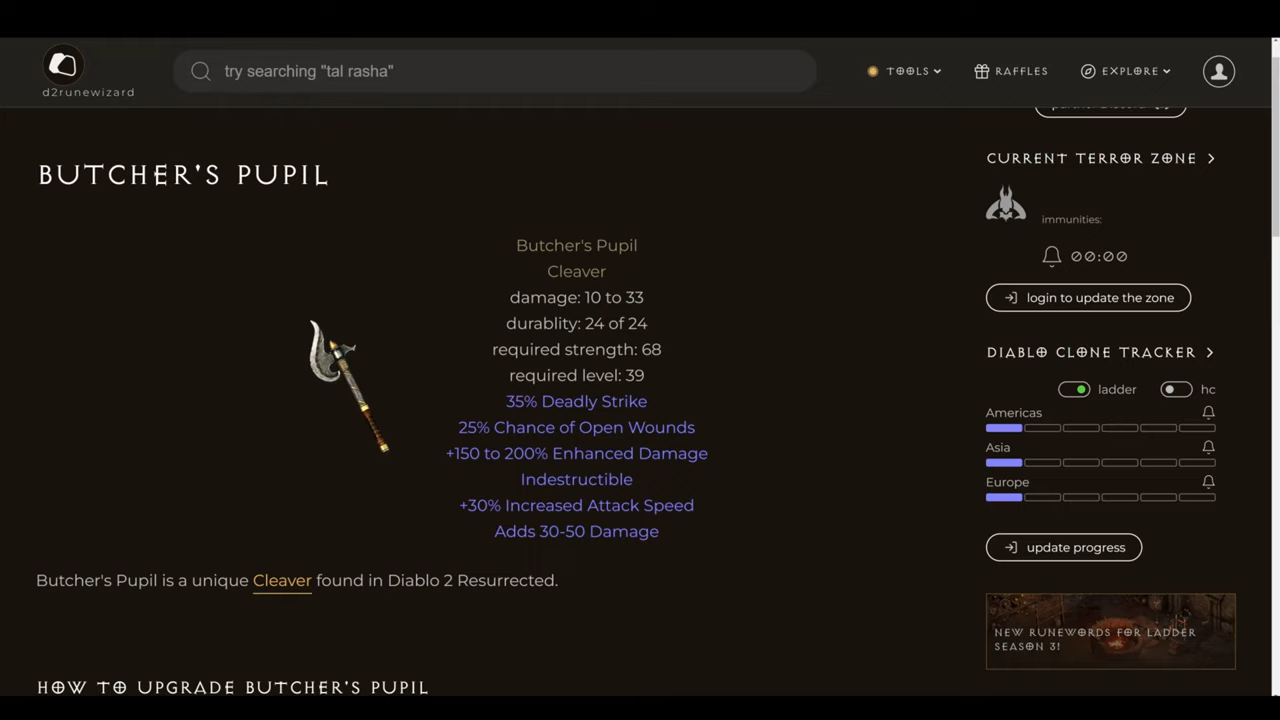 d2runewizard
try searching "tal rasha"
TOOLS
RAFFLES
EXPLORE
BUTCHER'S PUPIL
Butcher's Pupil
Cleaver
damage: 10 to 33
durablity: 24 of 24
required strength: 68
required level: 39
35% Deadly Strike
25% Chance of Open Wounds
+150 to 200% Enhanced Damage
Indestructible
+30% Increased Attack Speed
Adds 30-50 Damage
Butcher's Pupil is a unique Cleaver found in Diablo 2 Resurrected.
HOW TO UPGRADE BUTCHER'S PUPIL
CURRENT TERROR ZONE
immunities:
00:00
login to update the zone
DIABLO CLONE TRACKER
ladder
hc
Americas
Asia
Europe
update progress
NEW RUNEWORDS FOR LADDER
SEASON 3!